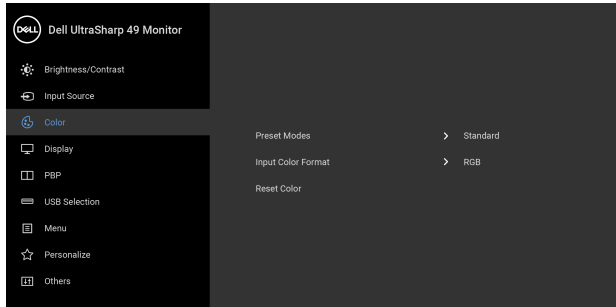 DELL Dell UltraSharp 49 Monitor
Brightness/Contrast
Input Source
Color
Display
PBP
USB Selection
Menu
Personalize
Others
Preset Modes > Standard
Input Color Format > RGB
Reset Color